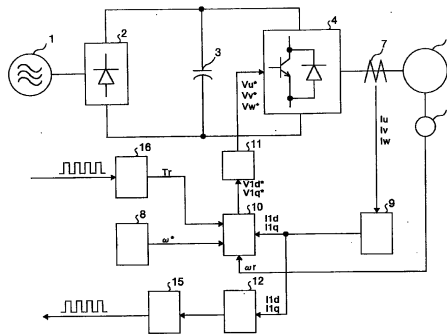 1
2
3
4
7
Vu*
Vv*
Vw*
Iu
Iv
Iw
11
16
Tr
V1d*
V1q*
10
8
ω*
I1d
I1q
9
ωr
15
12
I1d
I1q